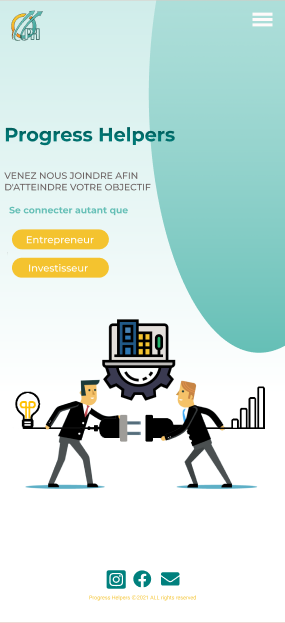 PH
Progress Helpers
VENEZ NOUS JOINDRE AFIN
D'ATTEINDRE VOTRE OBJECTIF
Se connecter autant que
Entrepreneur
Investisseur
Progress Helpers ©2021 ALL rights reserved